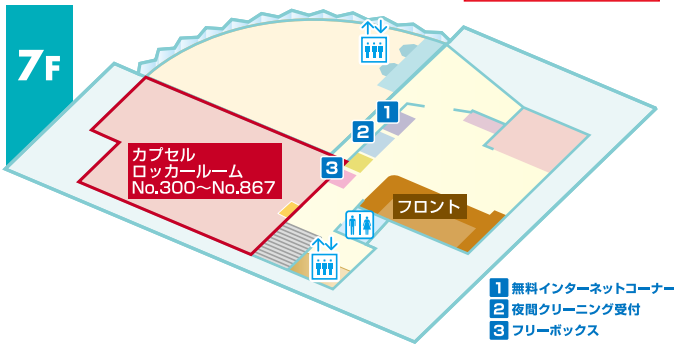 7F
1
2
3
カプセル
ロッカールーム
No.300～No.867
フロント
1 無料インターネットコーナー
2 夜間クリーニング受付
3 フリーボックス